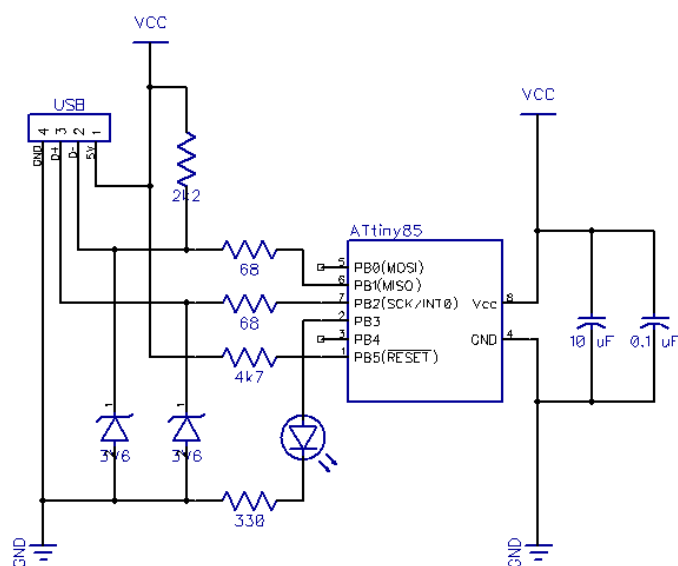 VCC
USB
4 3 2 1
GND D+ D- 5V
2k2
VCC
ATtiny85
68
5 PB0(MOSI)
6 PB1(MISO)
68
7 PB2(SCK/INT0) Vcc 8
2 PB3
3 PB4 GND 4
1 PB5(RESET)
4k7
10 uF 0.1 uF
1 1
3V6 3V6
330
GND GND